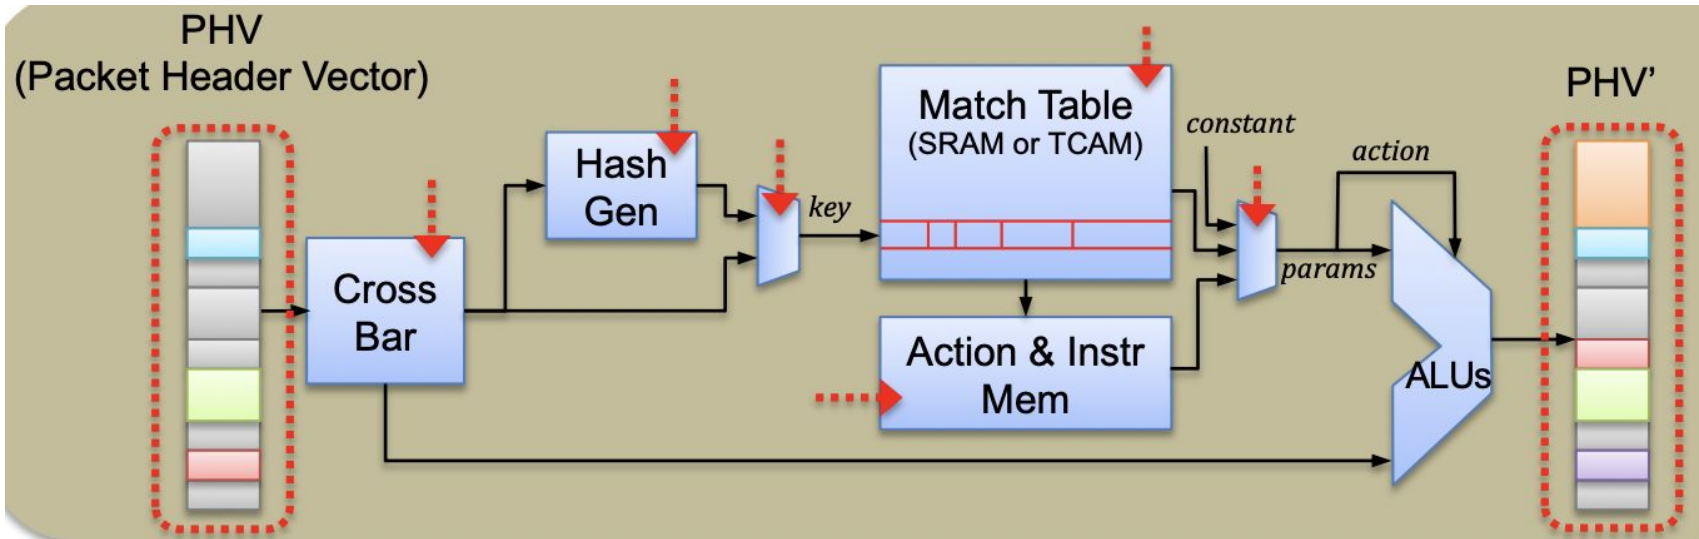 PHV
(Packet Header Vector)
Cross
Bar
Hash
Gen
key
Match Table
(SRAM or TCAM)
Action & Instr
Mem
constant
params
action
ALUs
PHV’